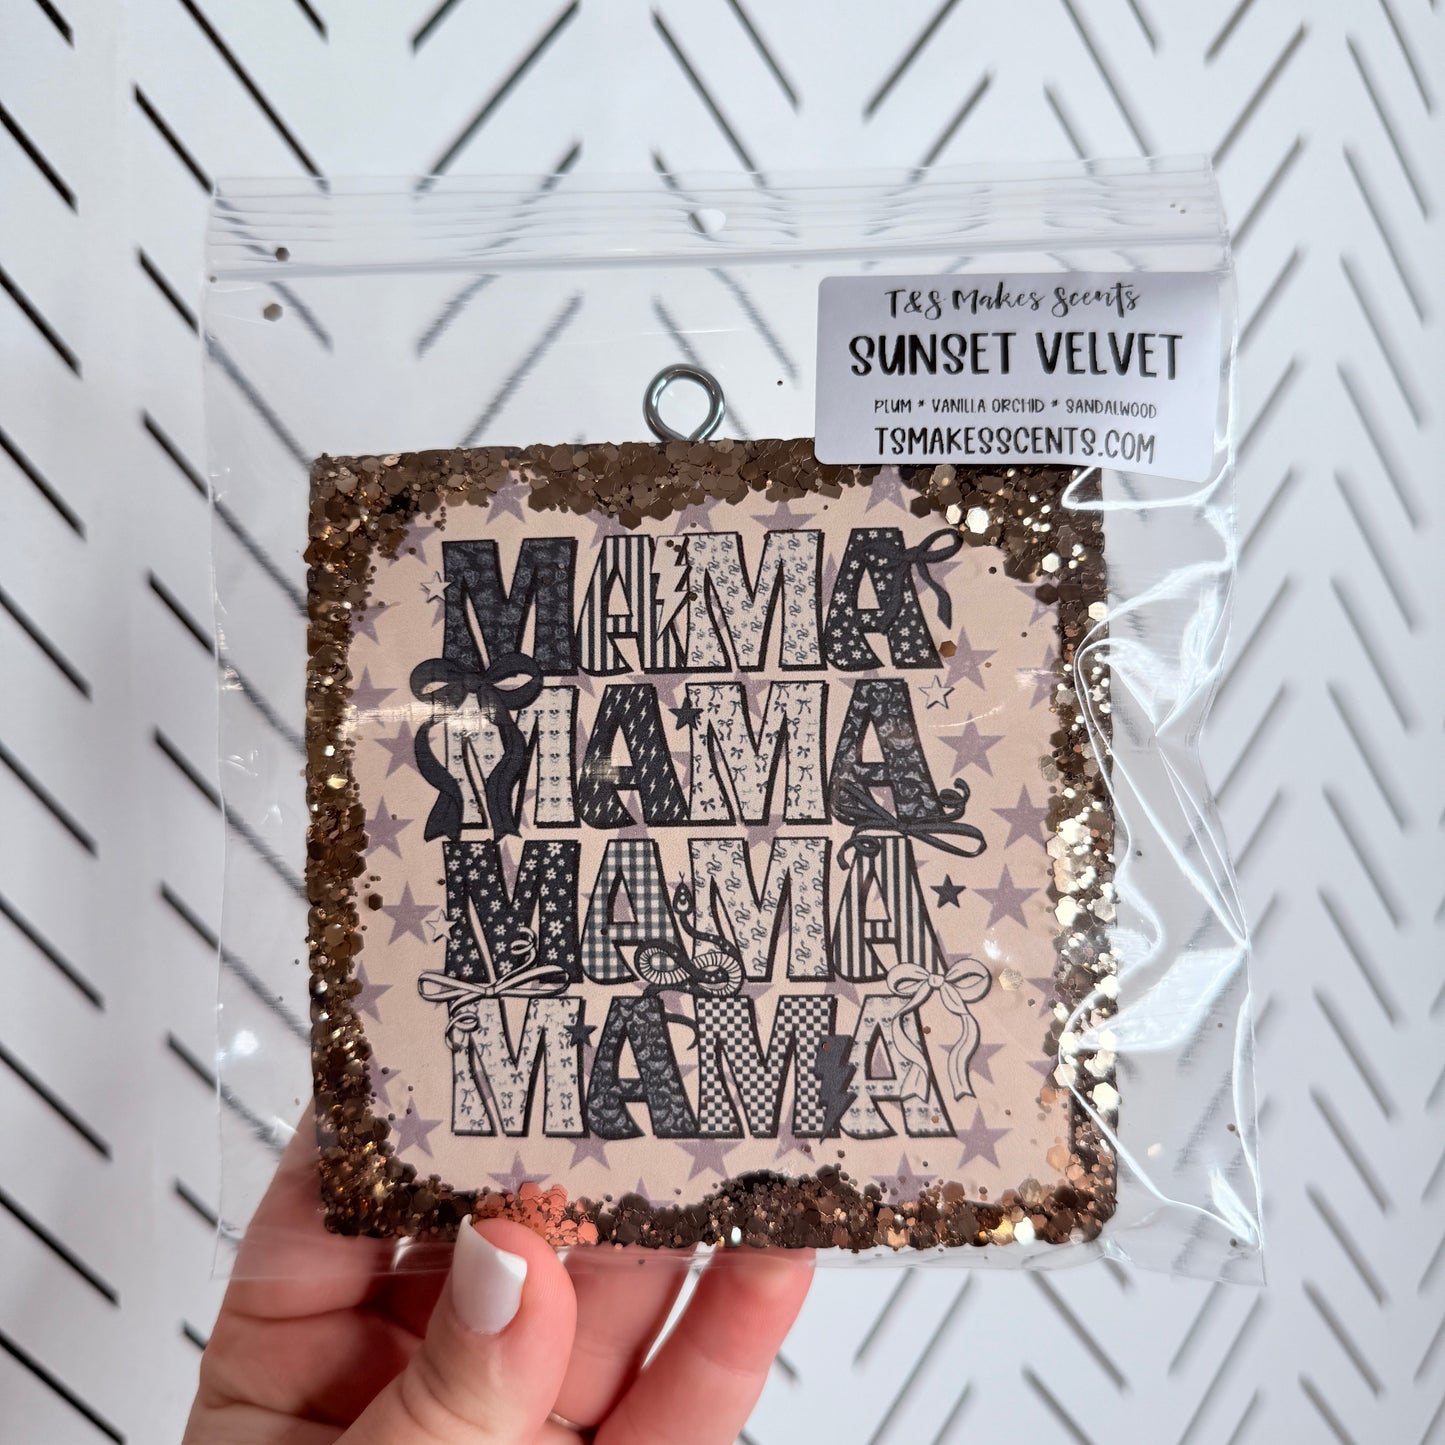 T&S Makes Scents
SUNSET VELVET
PLUM * VANILLA ORCHID * SANDALWOOD
TSMAKESSCENTS.COM
MAMA
MAMA
MAMA
MAMA